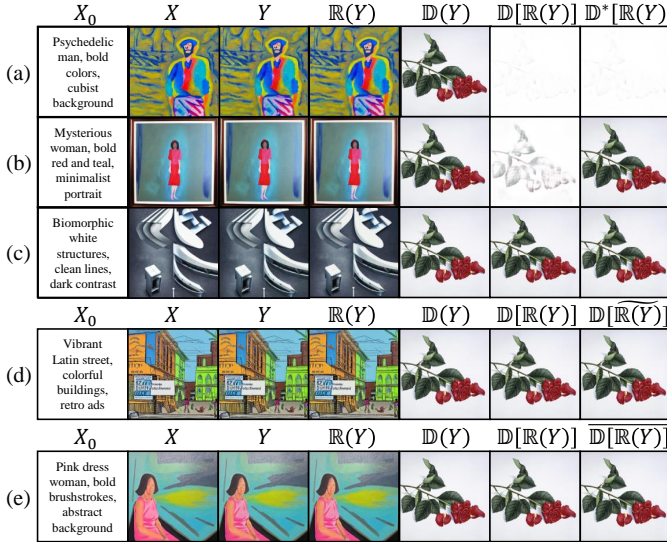 X₀ X Y ℝ(Y) 𝔻(Y) 𝔻[ℝ(Y)] 𝔻*[ℝ(Y)
(a)
Psychedelic
man, bold
colors,
cubist
background
(b)
Mysterious
woman, bold
red and teal,
minimalist
portrait
(c)
Biomorphic
white
structures,
clean lines,
dark contrast
X₀ X Y ℝ(Y) 𝔻(Y) 𝔻[ℝ(Y)] 𝔻[ℝ(Y)]
(d)
Vibrant
Latin street,
colorful
buildings,
retro ads
X₀ X Y ℝ(Y) 𝔻(Y) 𝔻[ℝ(Y)] 𝔻[ℝ(Y)]
(e)
Pink dress
woman, bold
brushstrokes,
abstract
background